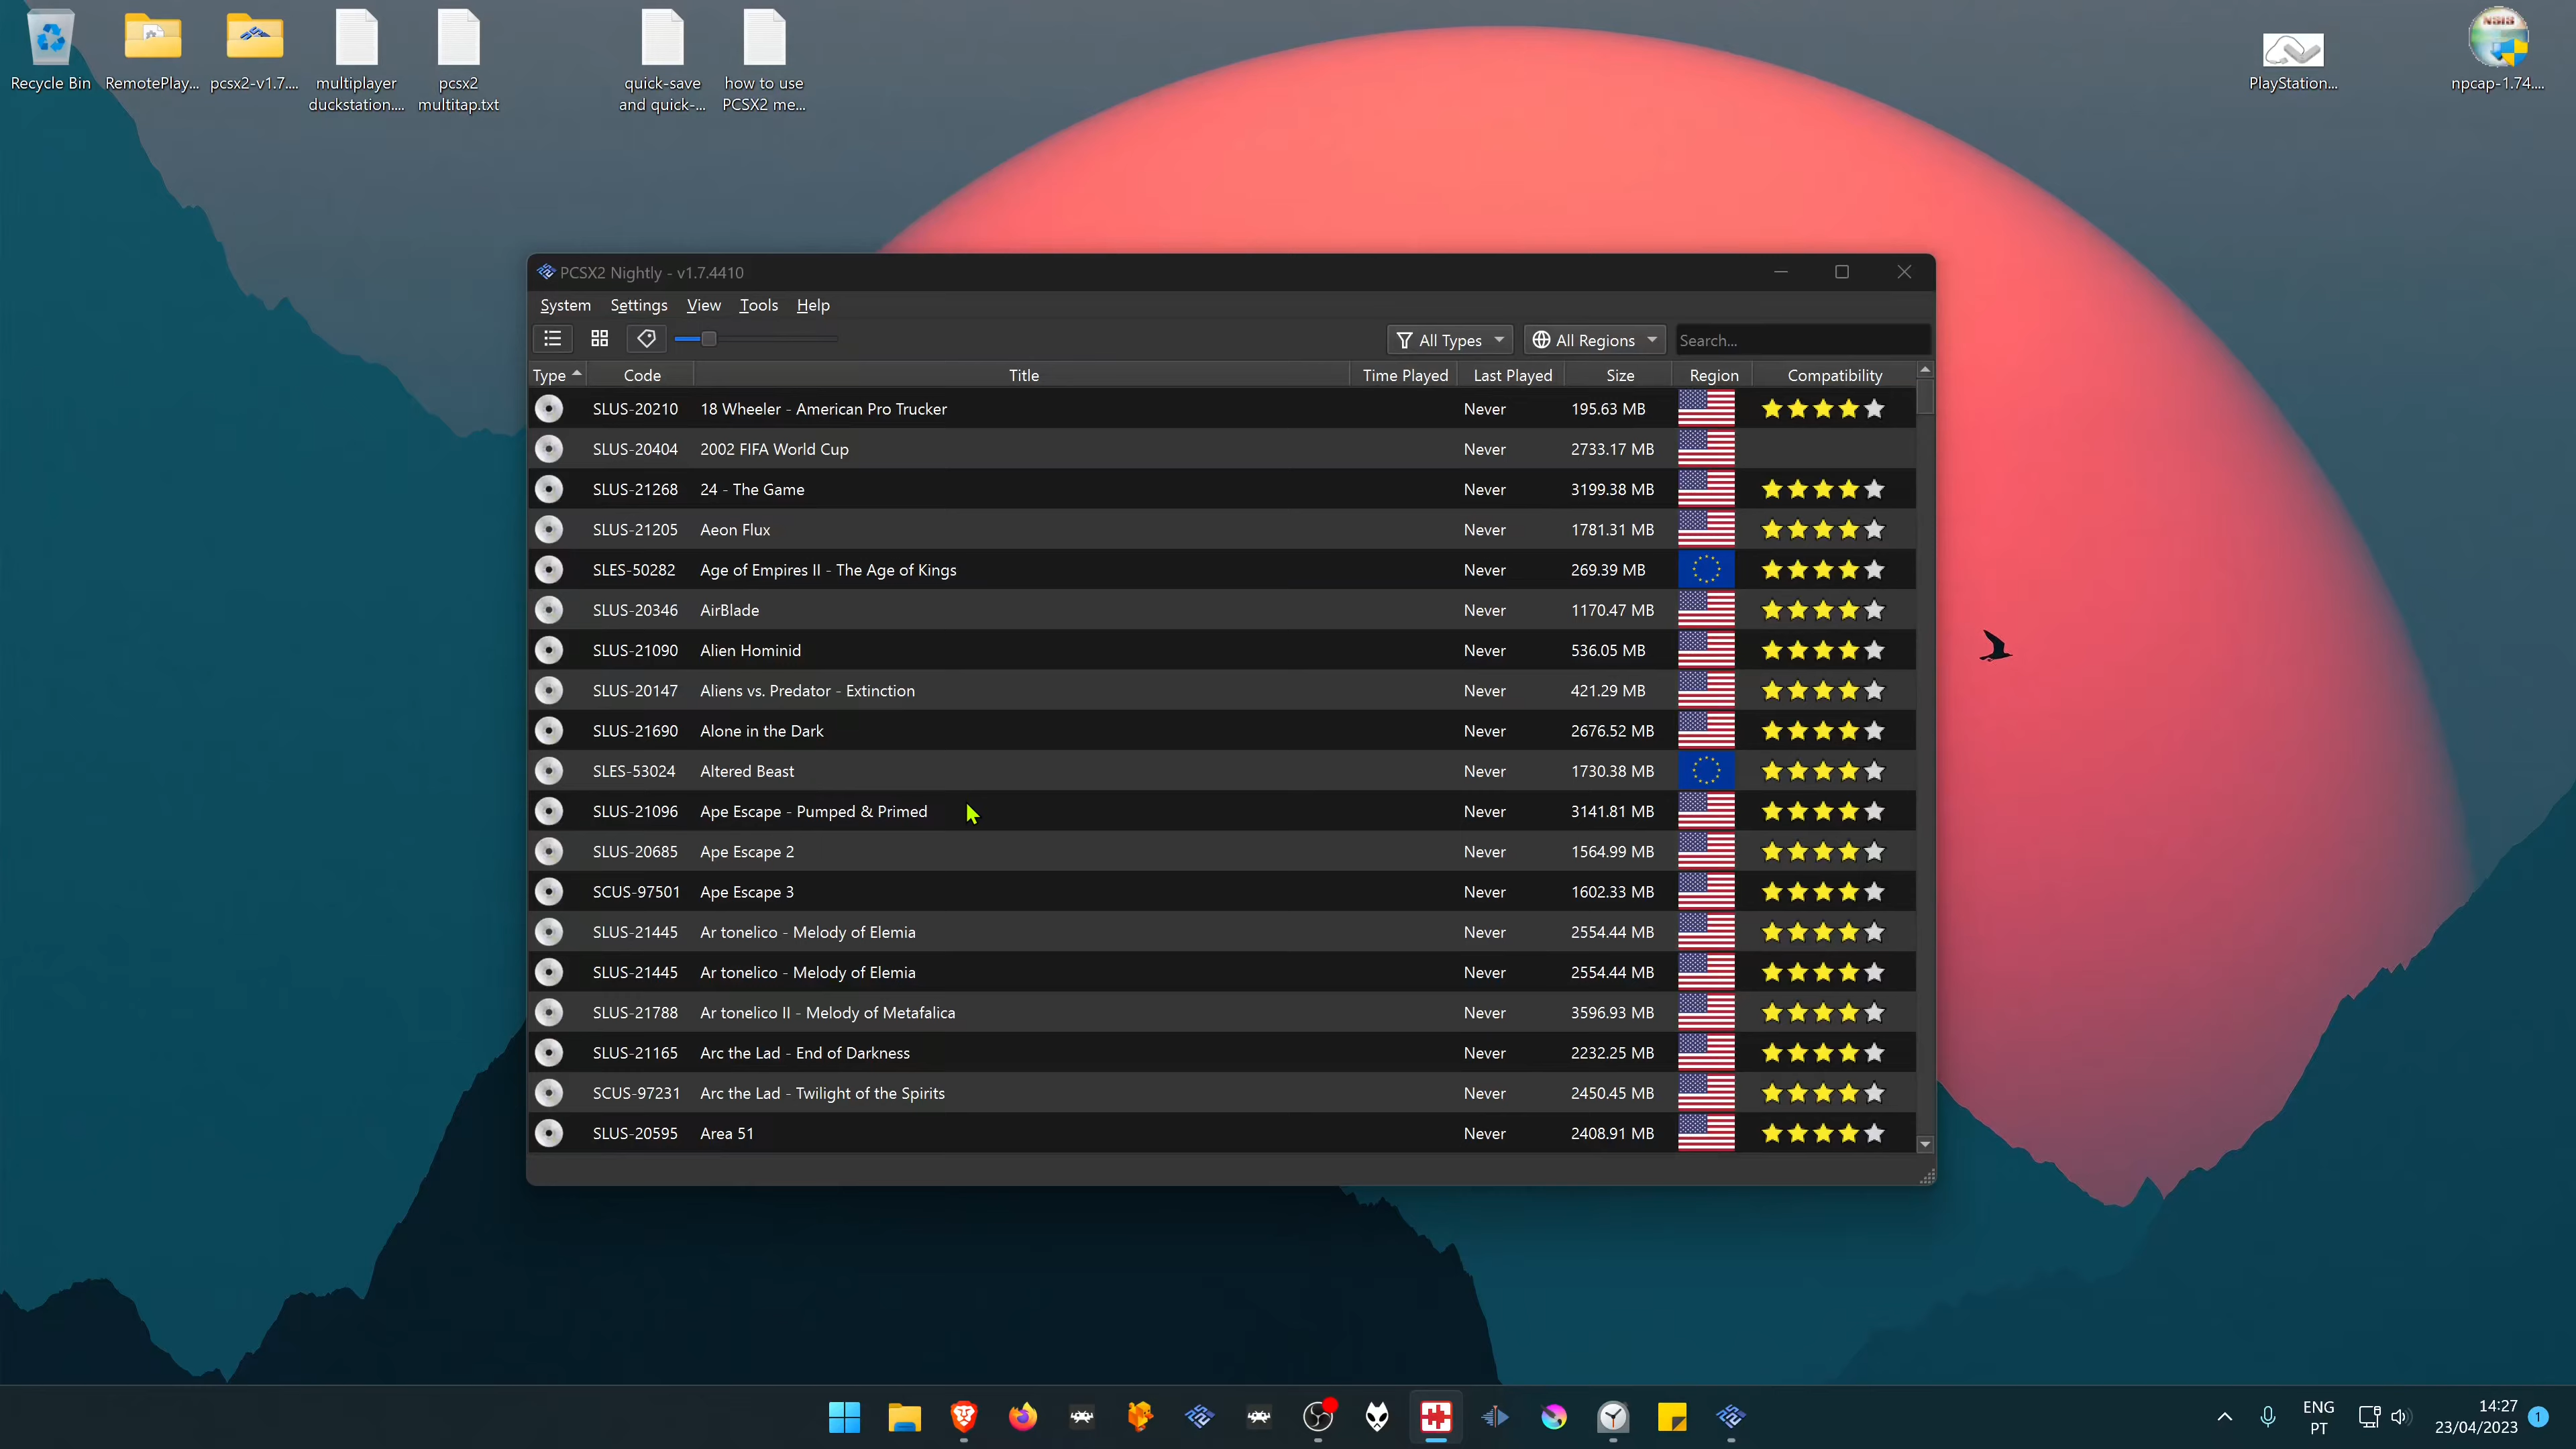 Recycle Bin
RemotePlay...
pcsx2-v1.7....
multiplayer
duckstation....
pcsx2
multitap.txt
quick-save
and quick-...
how to use
PCSX2 me...
PlayStation...
NSIS
npcap-1.74....
PCSX2 Nightly - v1.7.4410
System Settings View Tools Help
All Types All Regions Search...
Type Code Title Time Played Last Played Size Region Compatibility
SLUS-20210 18 Wheeler - American Pro Trucker Never 195.63 MB
SLUS-20404 2002 FIFA World Cup Never 2733.17 MB
SLUS-21268 24 - The Game Never 3199.38 MB
SLUS-21205 Aeon Flux Never 1781.31 MB
SLES-50282 Age of Empires II - The Age of Kings Never 269.39 MB
SLUS-20346 AirBlade Never 1170.47 MB
SLUS-21090 Alien Hominid Never 536.05 MB
SLUS-20147 Aliens vs. Predator - Extinction Never 421.29 MB
SLUS-21690 Alone in the Dark Never 2676.52 MB
SLES-53024 Altered Beast Never 1730.38 MB
SLUS-21096 Ape Escape - Pumped & Primed Never 3141.81 MB
SLUS-20685 Ape Escape 2 Never 1564.99 MB
SCUS-97501 Ape Escape 3 Never 1602.33 MB
SLUS-21445 Ar tonelico - Melody of Elemia Never 2554.44 MB
SLUS-21445 Ar tonelico - Melody of Elemia Never 2554.44 MB
SLUS-21788 Ar tonelico II - Melody of Metafalica Never 3596.93 MB
SLUS-21165 Arc the Lad - End of Darkness Never 2232.25 MB
SCUS-97231 Arc the Lad - Twilight of the Spirits Never 2450.45 MB
SLUS-20595 Area 51 Never 2408.91 MB
ENG
PT
14:27
23/04/2023
1